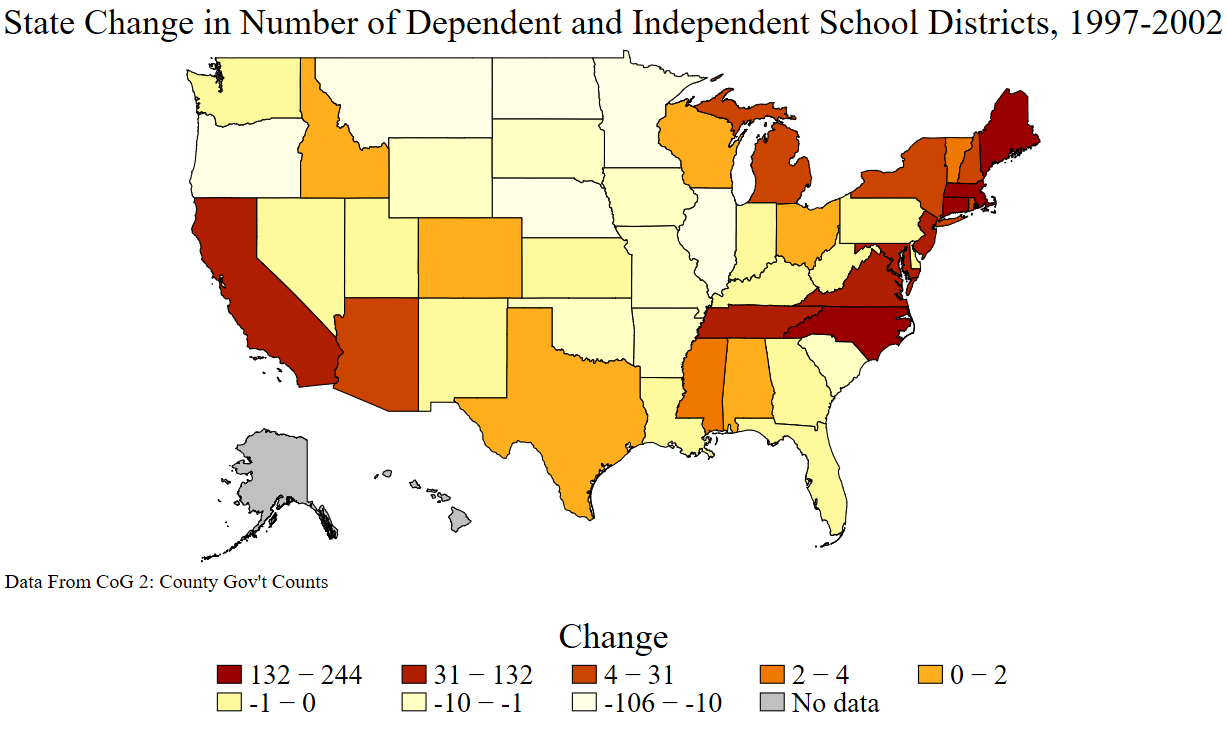 State Change in Number of Dependent and Independent School Districts, 1997-2002
Data From CoG 2: County Gov't Counts
Change
132 − 244 31 − 132 4 − 31 2 − 4 0 − 2
-1 − 0 -10 − -1 -106 − -10 No data